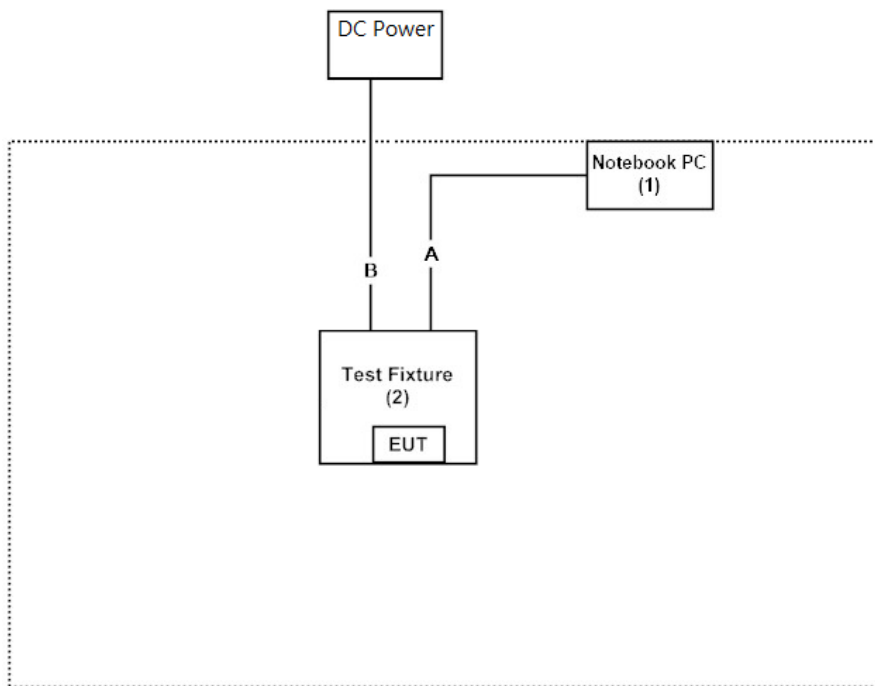 DC Power
Notebook PC
(1)
A
B
Test Fixture
(2)
EUT